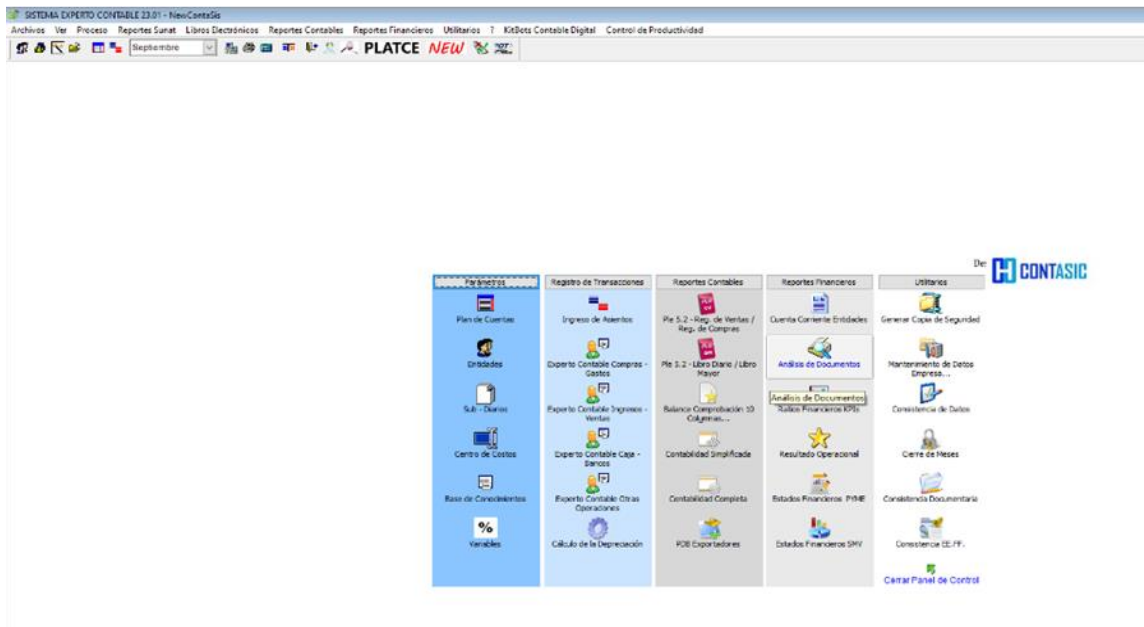 SISTEMA EXPERTO CONTABLE 23.01 - NewContaSis
Archivos Ver Proceso Reportes Sunat Libros Electrónicos Reportes Contables Reportes Financieros Utilitarios ? KitBots Contable Digital Control de Productividad
Septiembre PLATCE NEW
De
CONTASIC
Parámetros Registro de Transacciones Reportes Contables Reportes Financieros Utilitarios
Plan de Cuentas
Entidades
Sub - Diarios
Centro de Costos
Base de Conocimientos
%
Variables
Ingreso de Asientos
Experto Contable Compras -
Gastos
Experto Contable Ingresos -
Ventas
Experto Contable Caja -
Bancos
Experto Contable Otras
Operaciones
Cálculo de la Depreciación
Ple 5.2 - Reg. de Ventas /
Reg. de Compras
Ple 5.2 - Libro Diario / Libro
Mayor
Balance Comprobación 10
Columnas...
Contabilidad Simplificada
Contabilidad Completa
PDB Exportadores
Cuenta Corriente Entidades
Análisis de Documentos
Análisis de Documentos
Ratios Financieros KPIs
Resultado Operacional
Estados Financieros PYME
Estados Financieros SMV
Generar Copia de Seguridad
Mantenimiento de Datos
Empresa...
Consistencia de Datos
Cierre de Meses
Consistencia Documentaria
Consistencia EE.FF.
Cerrar Panel de Control